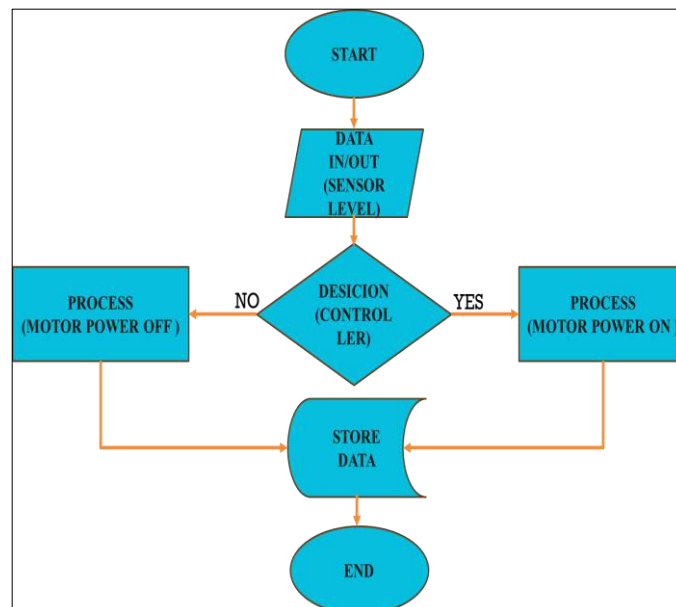 START
DATA
IN/OUT
(SENSOR
LEVEL)
NO
DESICION
(CONTROL
LER)
YES
PROCESS
(MOTOR POWER OFF )
PROCESS
(MOTOR POWER ON )
STORE
DATA
END